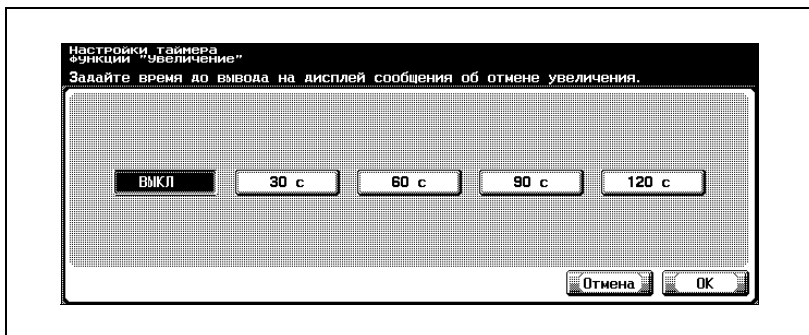 Настройки таймера
функции "Увеличение"
Задайте время до вывода на дисплей сообщения об отмене увеличения.
ВЫКЛ 30 с 60 с 90 с 120 с
Отмена OK